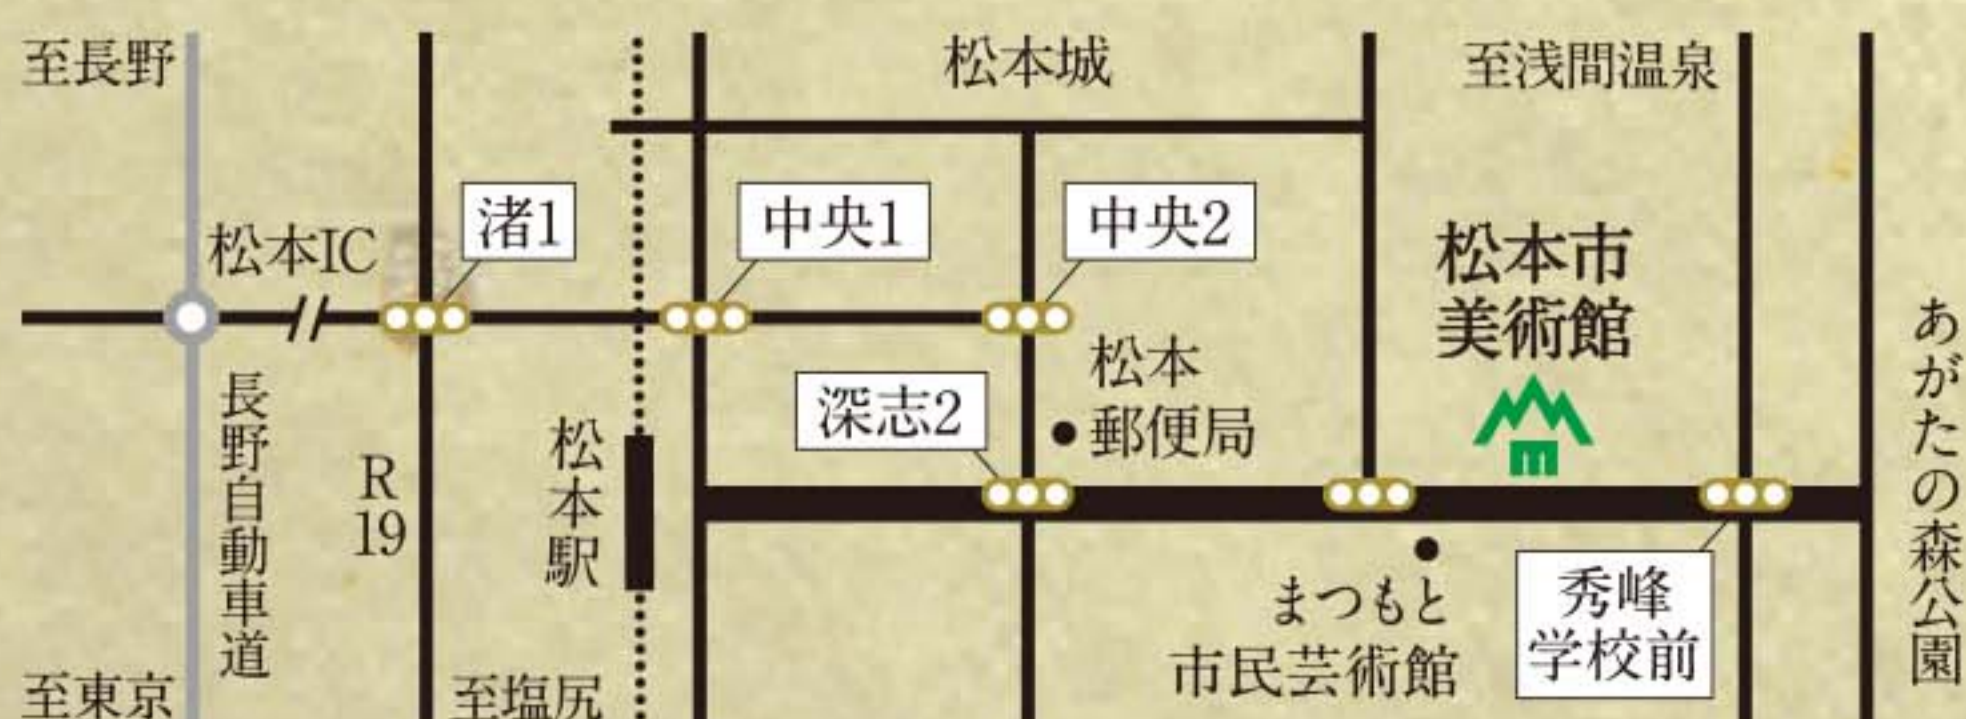 至長野
松本城
至浅間温泉
渚1
中央1
中央2
松本IC
松本市
美術館
松本
郵便局
深志2
あがたの森公園
長野自動車道
R
19
松本駅
まつもと
市民芸術館
秀峰
学校前
至東京
至塩尻